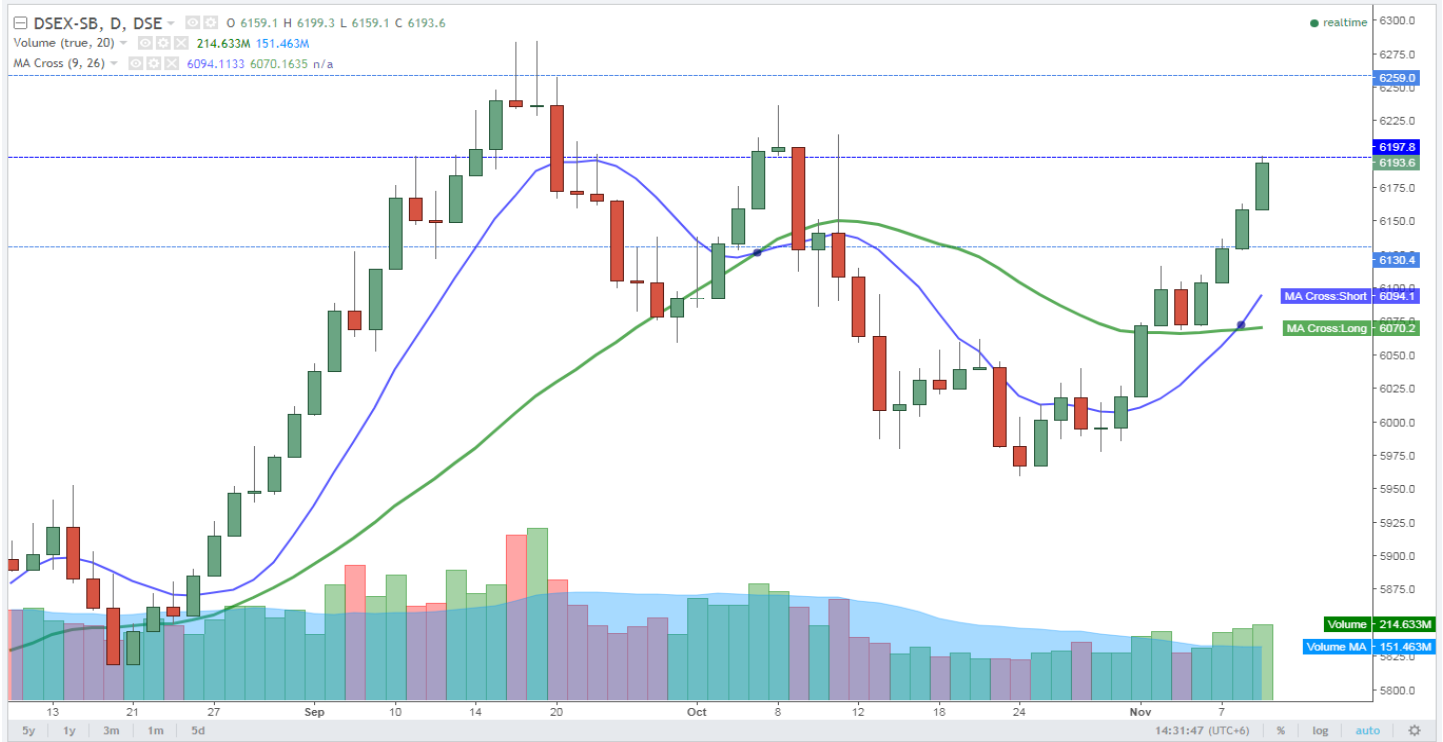 DSEX-SB, D, DSE O 6159.1 H 6199.3 L 6159.1 C 6193.6
realtime
Volume (true, 20) 214.633M 151.463M
MA Cross (9, 26) 6094.1133 6070.1635 n/a
6300.0
6275.0
6259.0
6250.0
6225.0
6197.8
6193.6
6175.0
6150.0
6130.4
6100.0
MA Cross:Short 6094.1
6075.0
MA Cross:Long 6070.2
6050.0
6025.0
6000.0
5975.0
5950.0
5925.0
5900.0
5875.0
Volume 214.633M
Volume MA 151.463M
5825.0
5800.0
13 21 27 Sep 10 14 20 Oct 8 12 18 24 Nov 7
5y 1y 3m 1m 5d 14:31:47 (UTC+6) % log auto